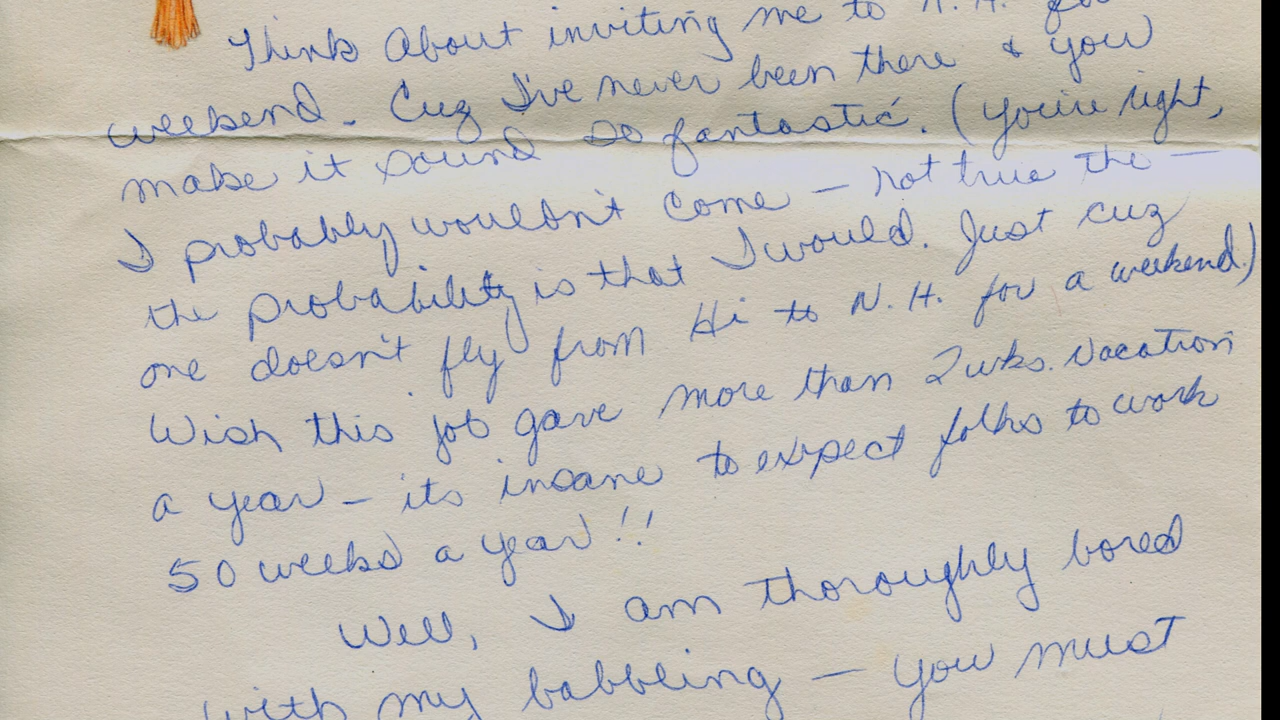 Think About inviting me to N. H. for
weekend. Cuz I've never been there & you
make it sound so fantastic. (You're right,
I probably wouldn't come — not true the —
the probability is that I would. Just cuz
one doesn't fly from Hi to N. H. for a weekend.)
Wish this job gave more than 2 wks. vacation
a year — its insane to expect folks to work
50 weeks a year!!
Well, I am thoroughly bored
with my babbling — you must